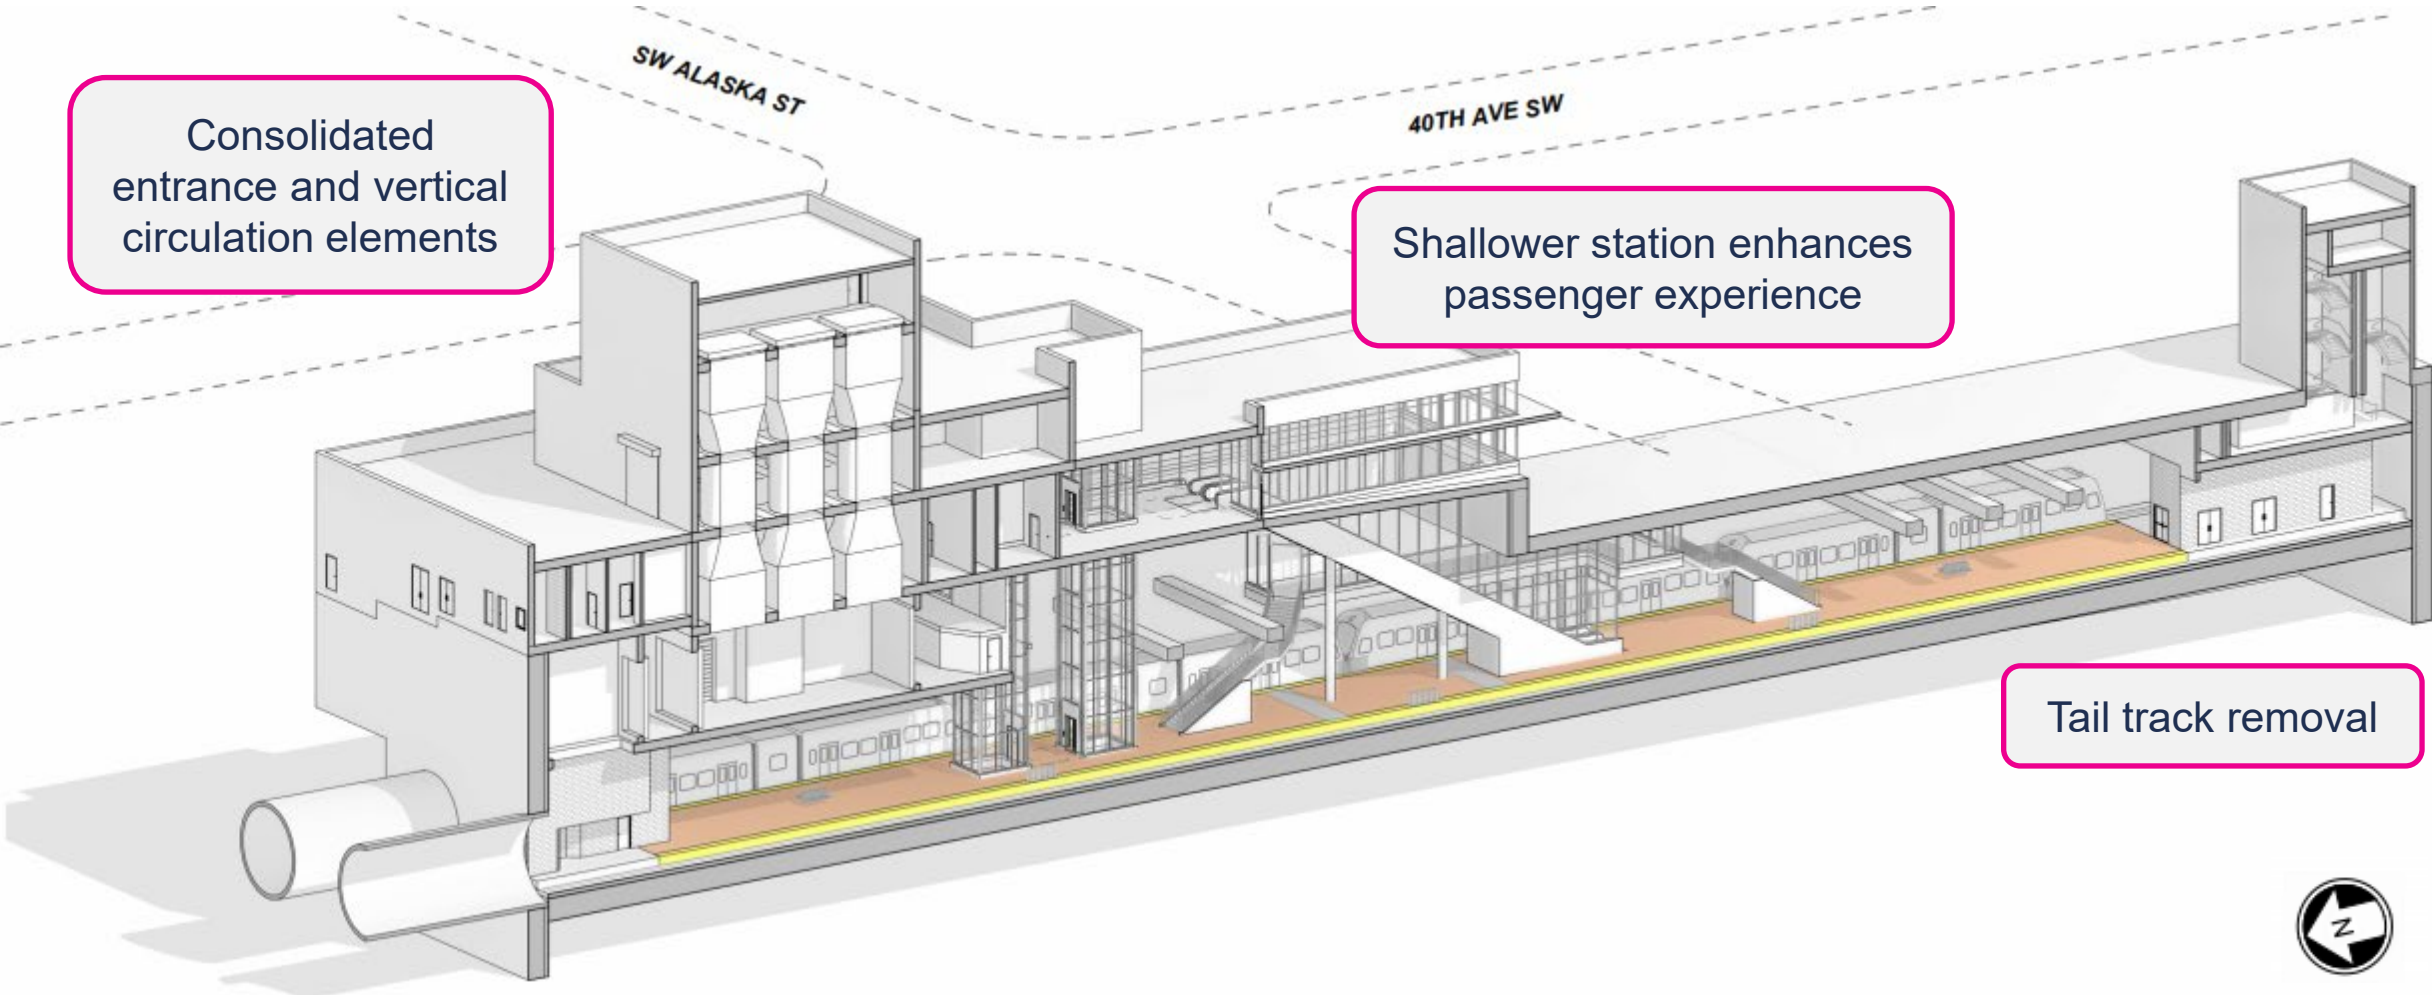 SW ALASKA ST
40TH AVE SW
Consolidated
entrance and vertical
circulation elements
Shallower station enhances
passenger experience
Tail track removal
N